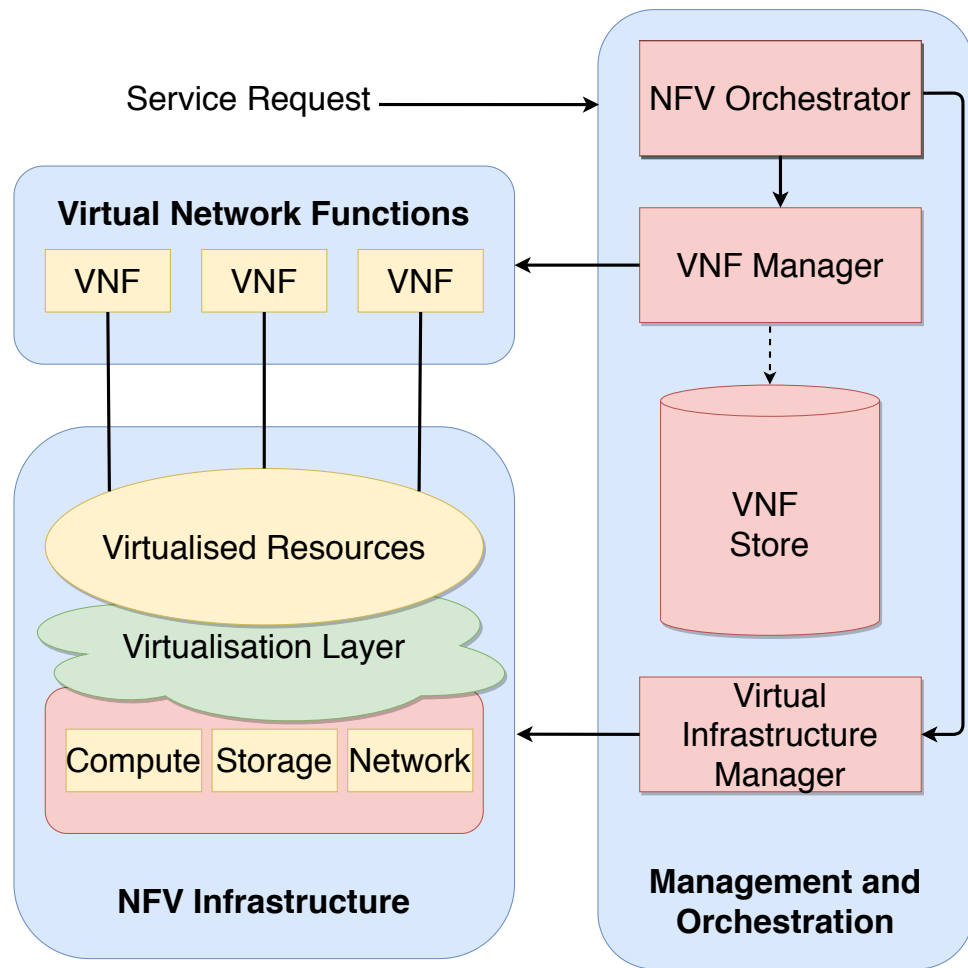 Service Request
NFV Orchestrator
Virtual Network Functions
VNF
VNF
VNF
VNF Manager
VNF
Store
Virtualised Resources
Virtualisation Layer
Compute
Storage
Network
NFV Infrastructure
Virtual
Infrastructure
Manager
Management and
Orchestration